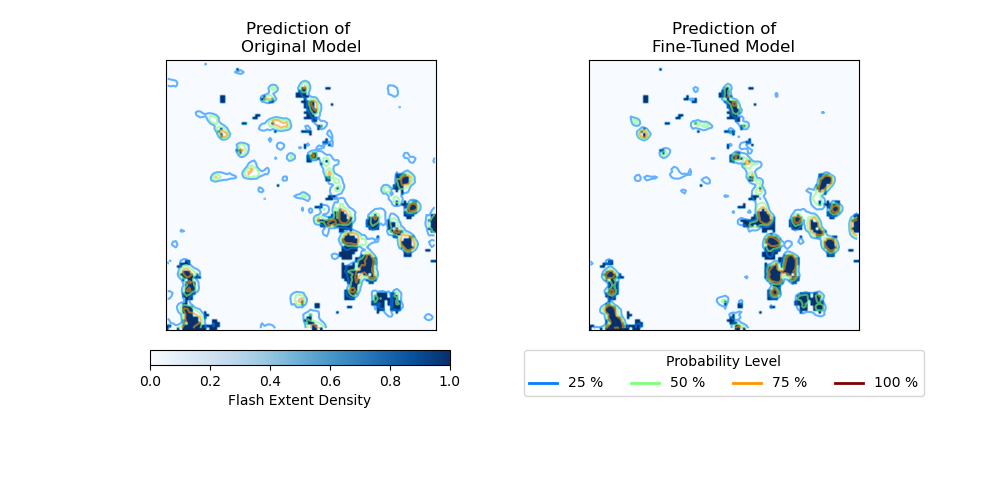 Prediction of
Original Model
Prediction of
Fine-Tuned Model
0.0 0.2 0.4 0.6 0.8 1.0
Flash Extent Density
Probability Level
25 % 50 % 75 % 100 %